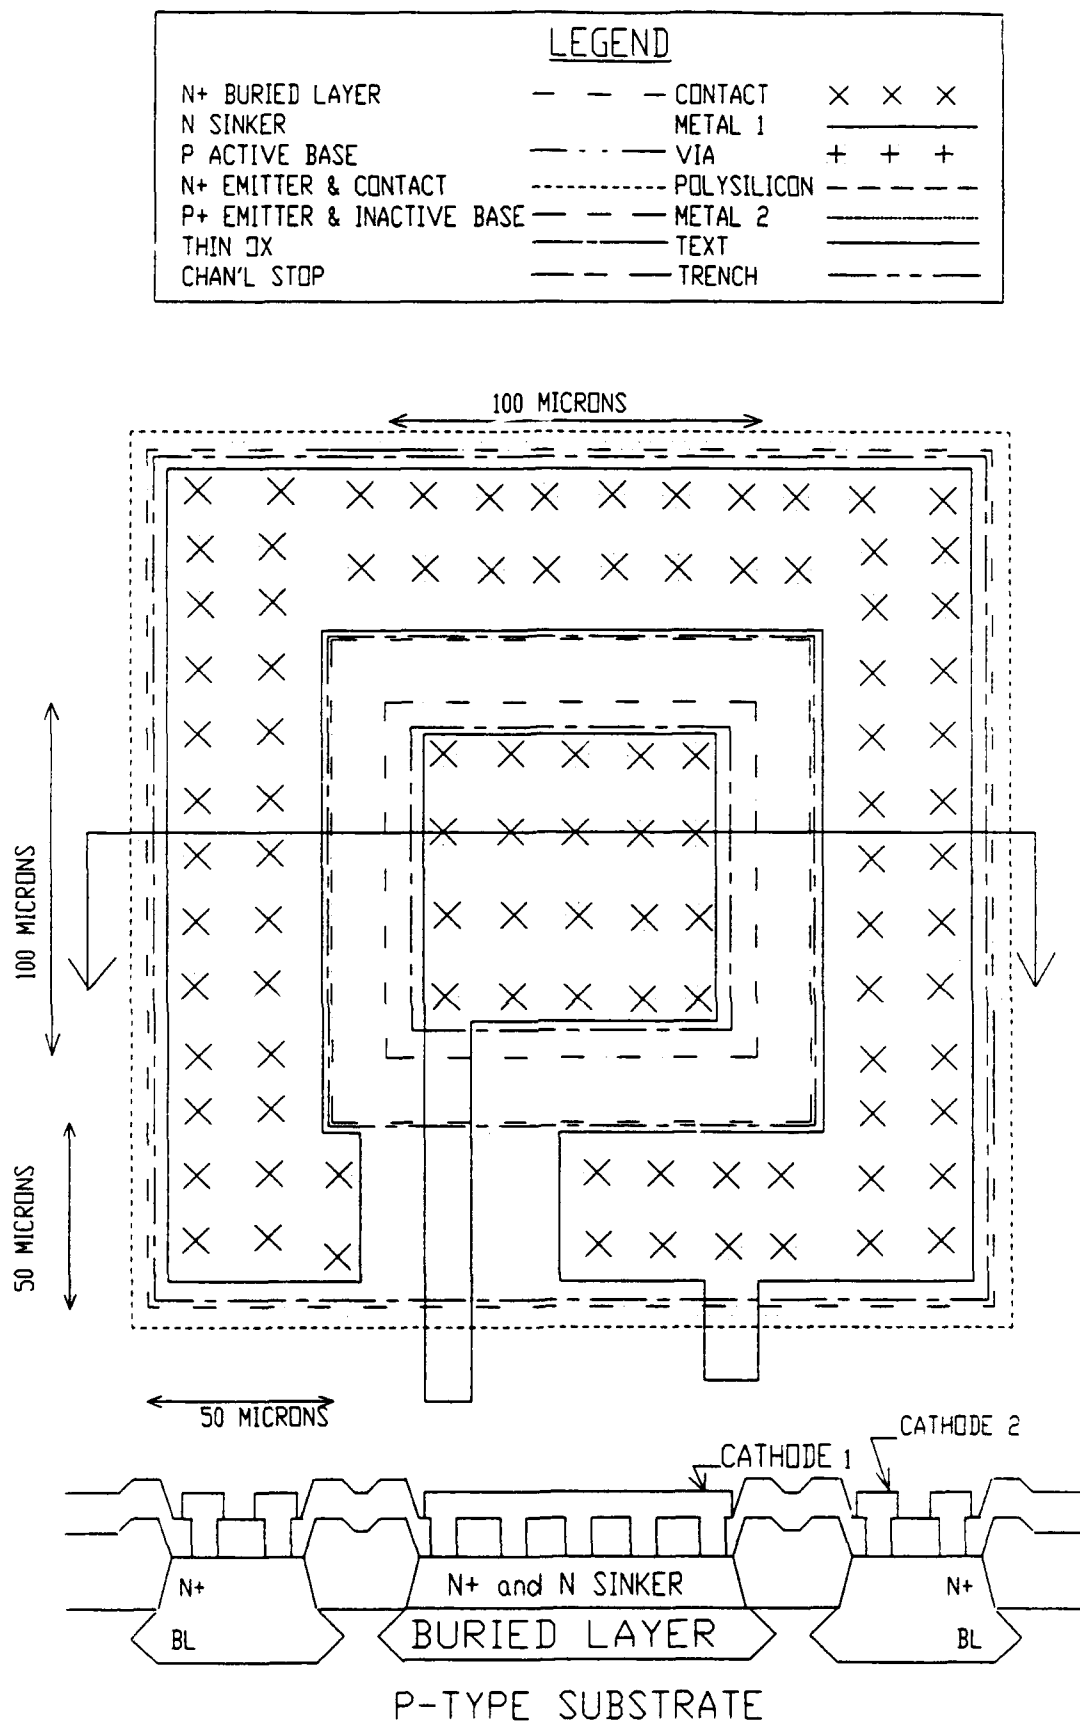 LEGEND
N+ BURIED LAYER
CONTACT
N SINKER
METAL 1
P ACTIVE BASE
VIA
N+ EMITTER & CONTACT
POLYSILICON
P+ EMITTER & INACTIVE BASE
METAL 2
THIN OX
TEXT
CHAN'L STOP
TRENCH
100 MICRONS
100 MICRONS
50 MICRONS
50 MICRONS
CATHODE 2
CATHODE 1
N+
N+ and N SINKER
N+
BL
BURIED LAYER
BL
P-TYPE SUBSTRATE